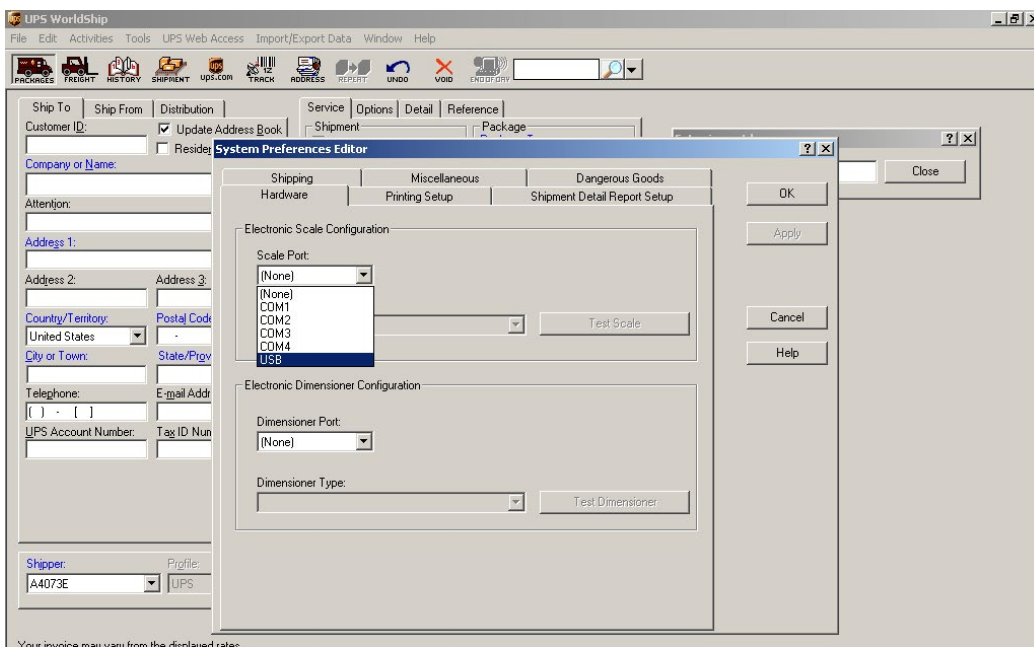 UPS WorldShip
File Edit Activities Tools UPS Web Access Import/Export Data Window Help
PACKAGES FREIGHT HISTORY SHIPMENT ups.com TRACK ADDRESS REPEAT UNDO VOID END OF DAY
Ship To Ship From Distribution Service Options Detail Reference
Customer ID: Update Address Book Shipment Package
System Preferences Editor
Company or Name: Shipping Miscellaneous Dangerous Goods Close
Hardware Printing Setup Shipment Detail Report Setup OK
Attention:
Electronic Scale Configuration Apply
Address 1: Scale Port:
Address 2: Address 3: (None)
(None)
COM1
Country/Territory: Postal Code COM2 Cancel
United States - COM3 Test Scale
COM4
City or Town: State/Prov USB Help
Telephone: E-mail Addr Electronic Dimensioner Configuration
( ) - [ ]
Dimensioner Port:
UPS Account Number: Tax ID Num (None)
Dimensioner Type:
Test Dimensioner
Shipper: Profile:
A4073E UPS
Your invoice may vary from the displayed rates.